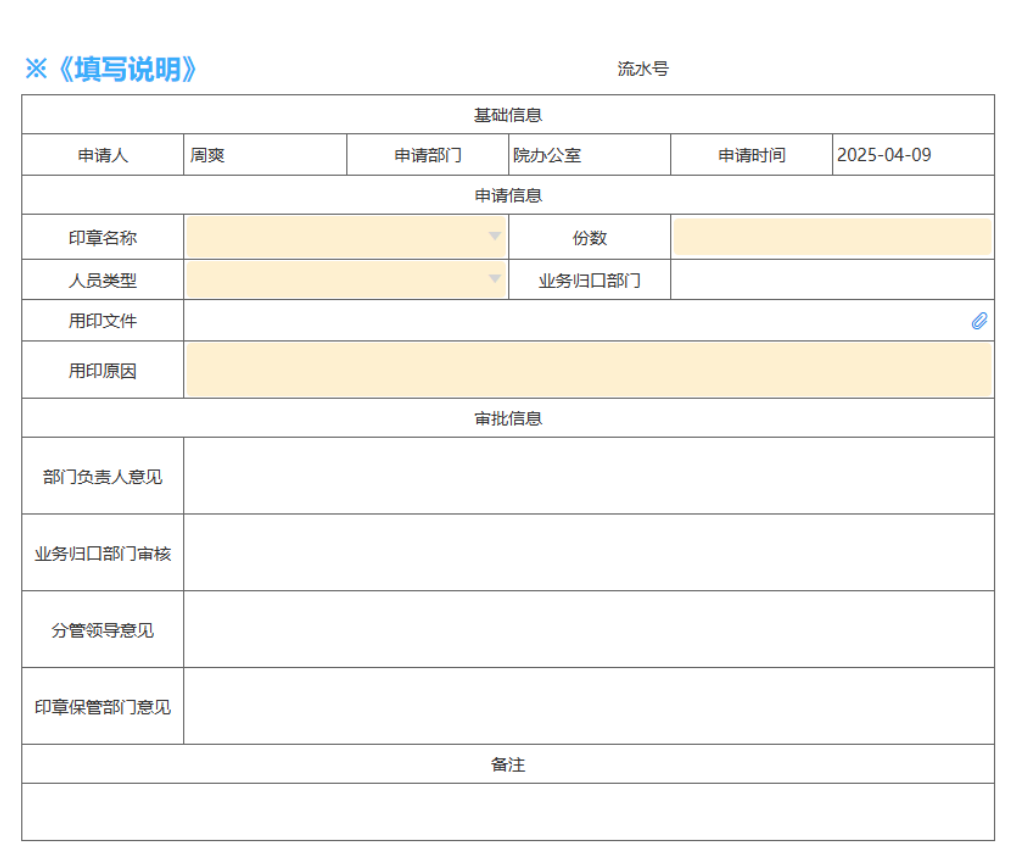 ※《填写说明》 流水号
基础信息
申请人 周爽 申请部门 院办公室 申请时间 2025-04-09
申请信息
印章名称 份数
人员类型 业务归口部门
用印文件
用印原因
审批信息
部门负责人意见
业务归口部门审核
分管领导意见
印章保管部门意见
备注